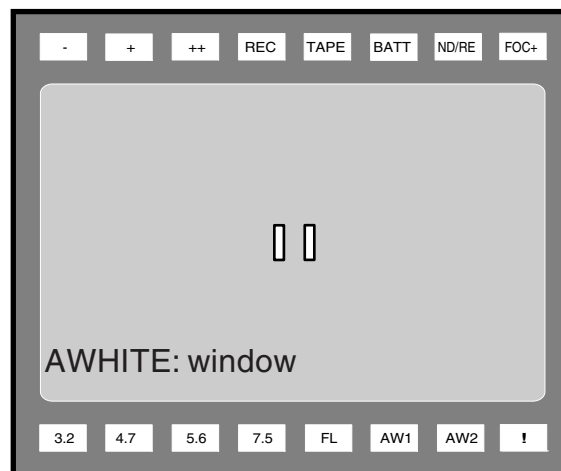 - + ++ REC TAPE BATT ND/RE FOC+
AWHITE: window
3.2 4.7 5.6 7.5 FL AW1 AW2 !